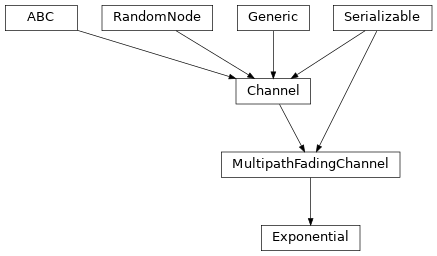 ABC
RandomNode
Generic
Serializable
Channel
MultipathFadingChannel
Exponential